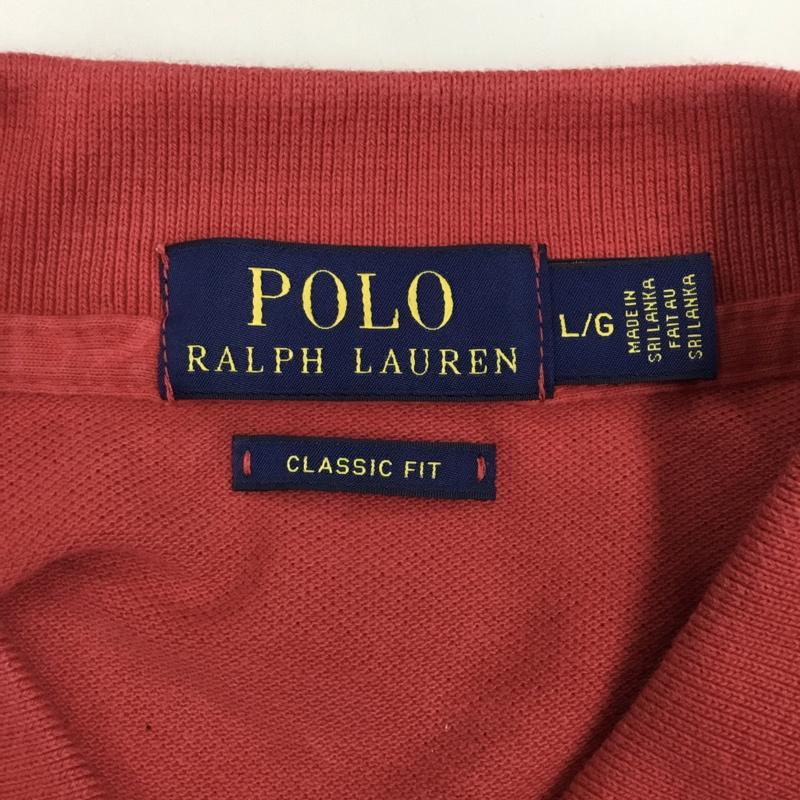 POLO
RALPH LAUREN
L/G
MADE IN
SRI LANKA
FAIT AU
SRI LANKA
CLASSIC FIT